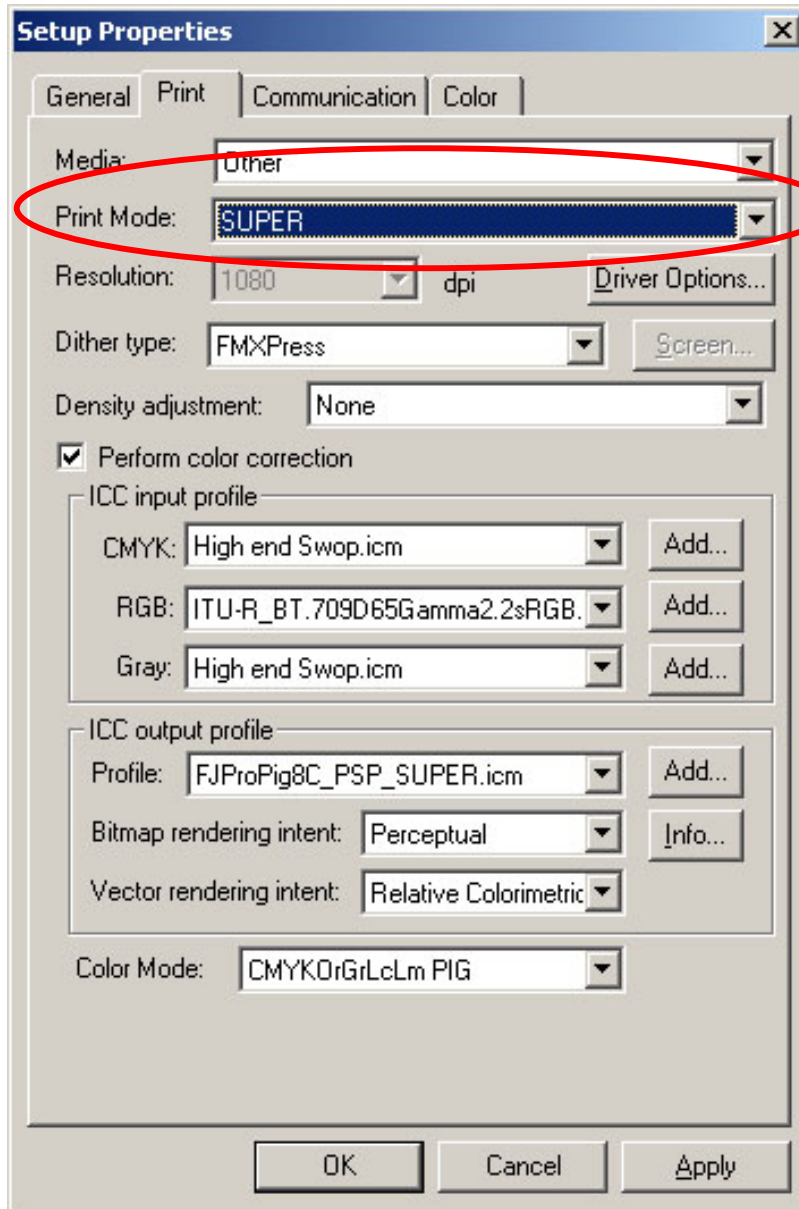 Setup Properties
General Print Communication Color
Media: Other
Print Mode: SUPER
Resolution: 1080 dpi Driver Options...
Dither type: FMXPress Screen...
Density adjustment: None
Perform color correction
ICC input profile
CMYK: High end Swop.icm Add...
RGB: ITU-R_BT.709D65Gamma2.2sRGB. Add...
Gray: High end Swop.icm Add...
ICC output profile
Profile: FJProPig8C_PSP_SUPER.icm Add...
Bitmap rendering intent: Perceptual Info...
Vector rendering intent: Relative Colorimetric
Color Mode: CMYKOrGrLcLm PIG
OK Cancel Apply